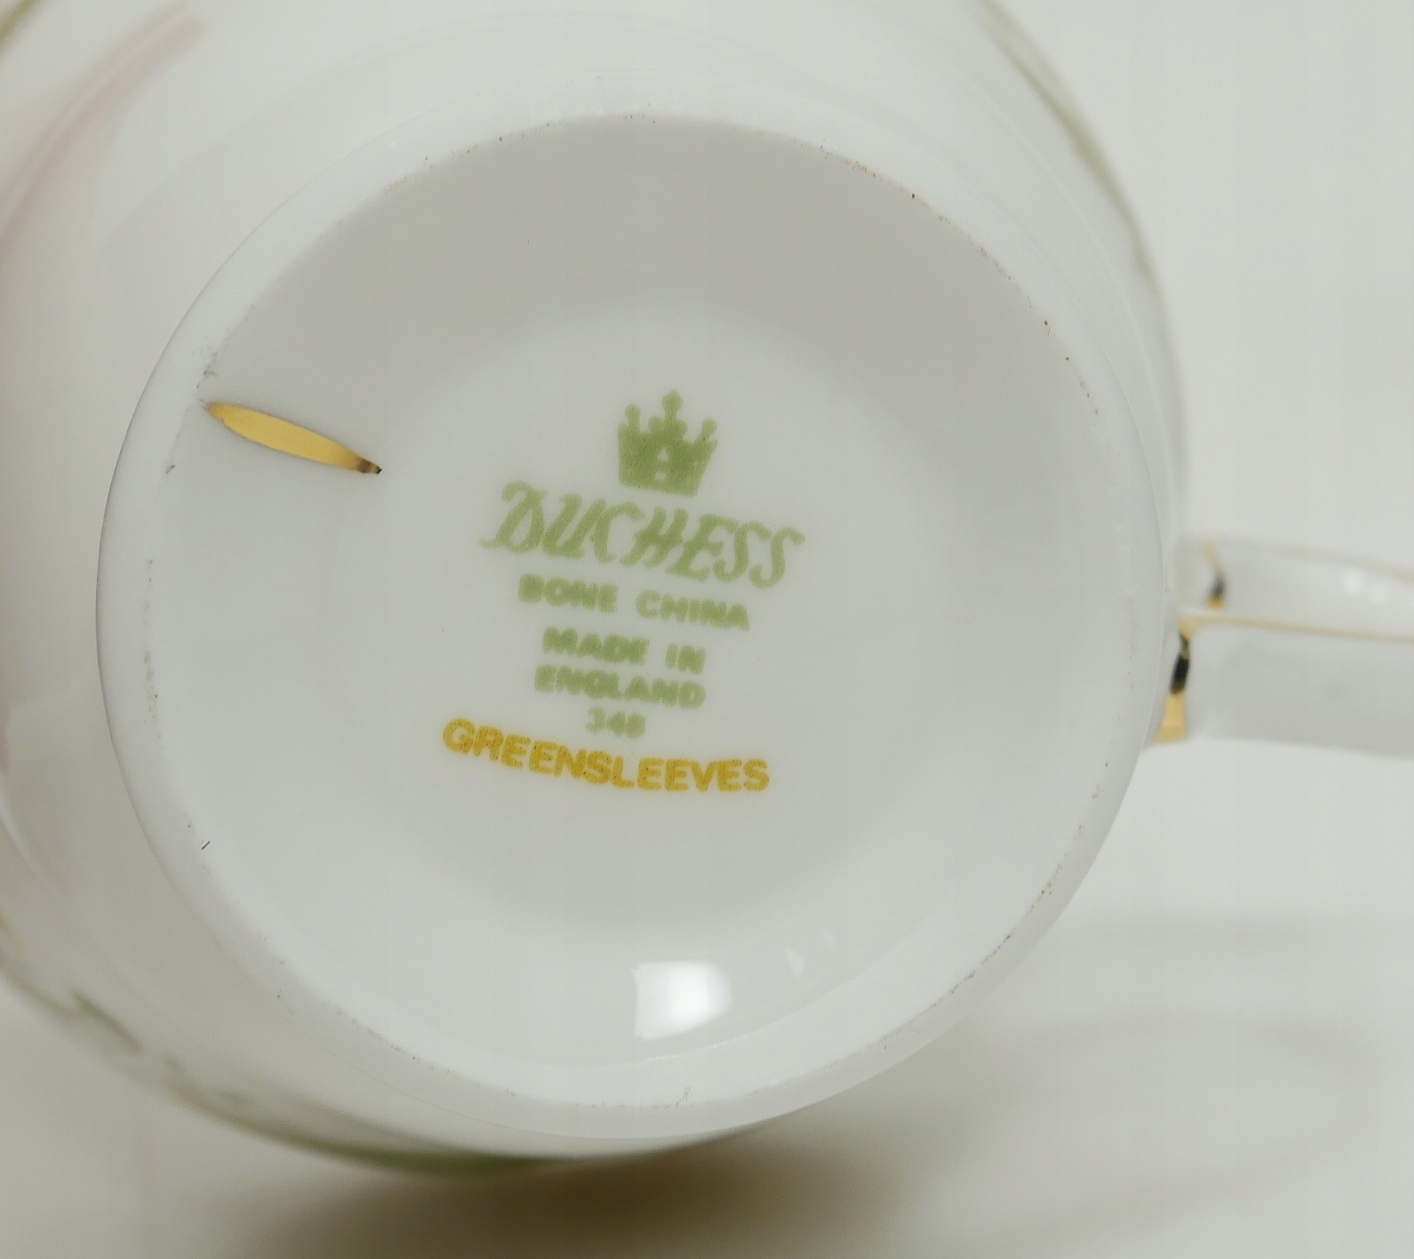 DUCHESS
BONE CHINA
MADE IN
ENGLAND
348
GREENSLEEVES